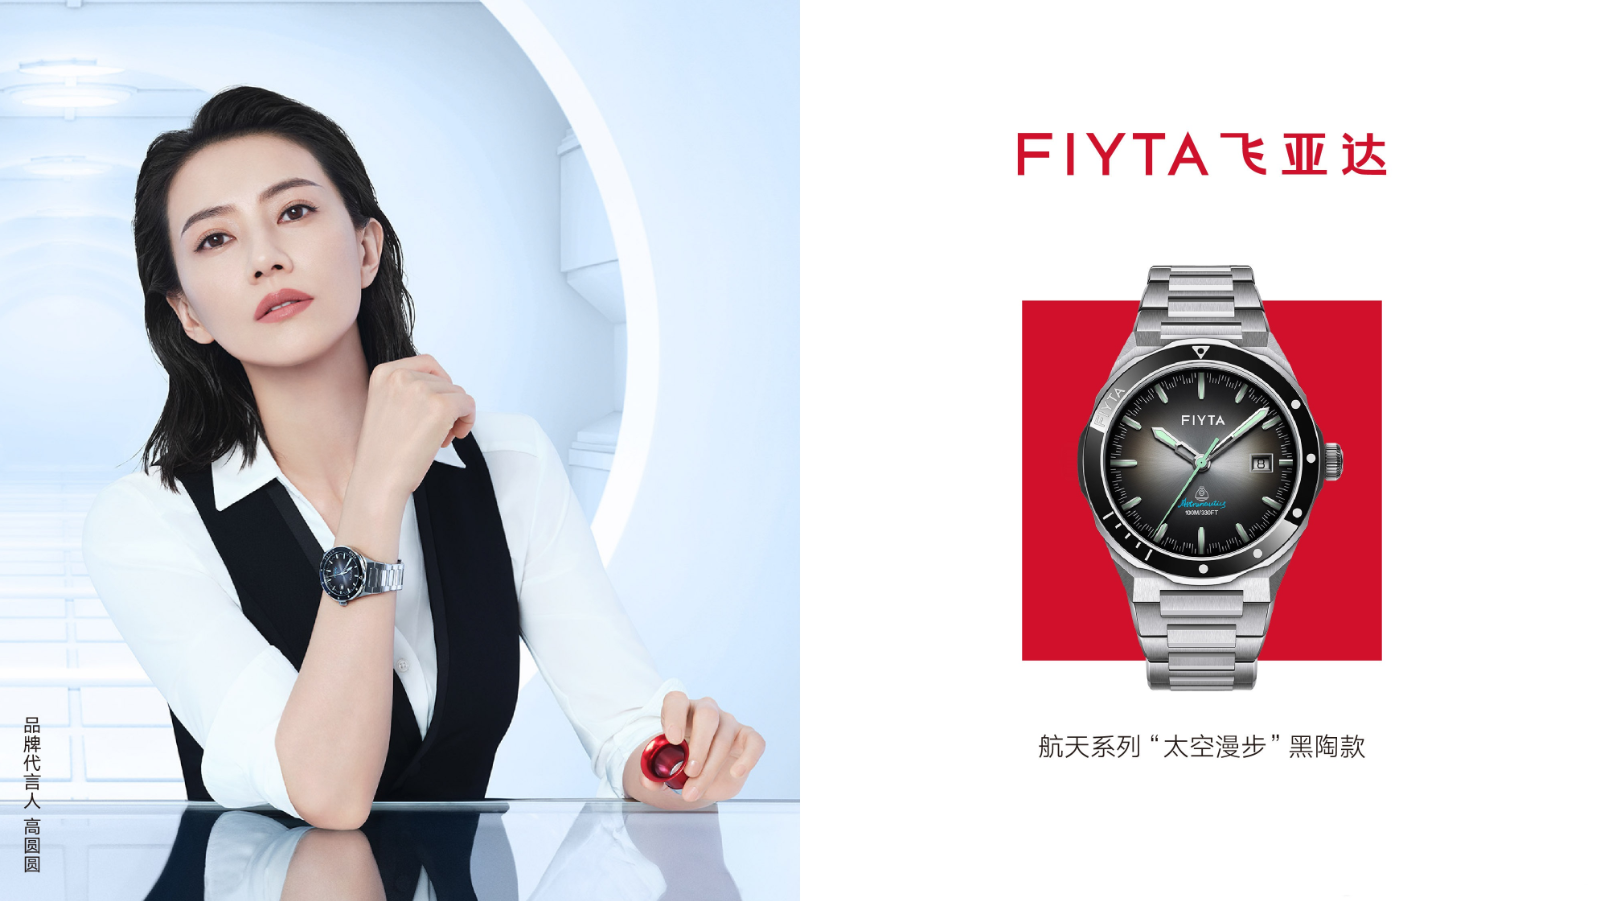 品牌代言人 高圆圆
FIYTA 飞亚达
FIYTA
FIYTA
8
Astronautics
100M/330FT
航天系列“太空漫步”黑陶款